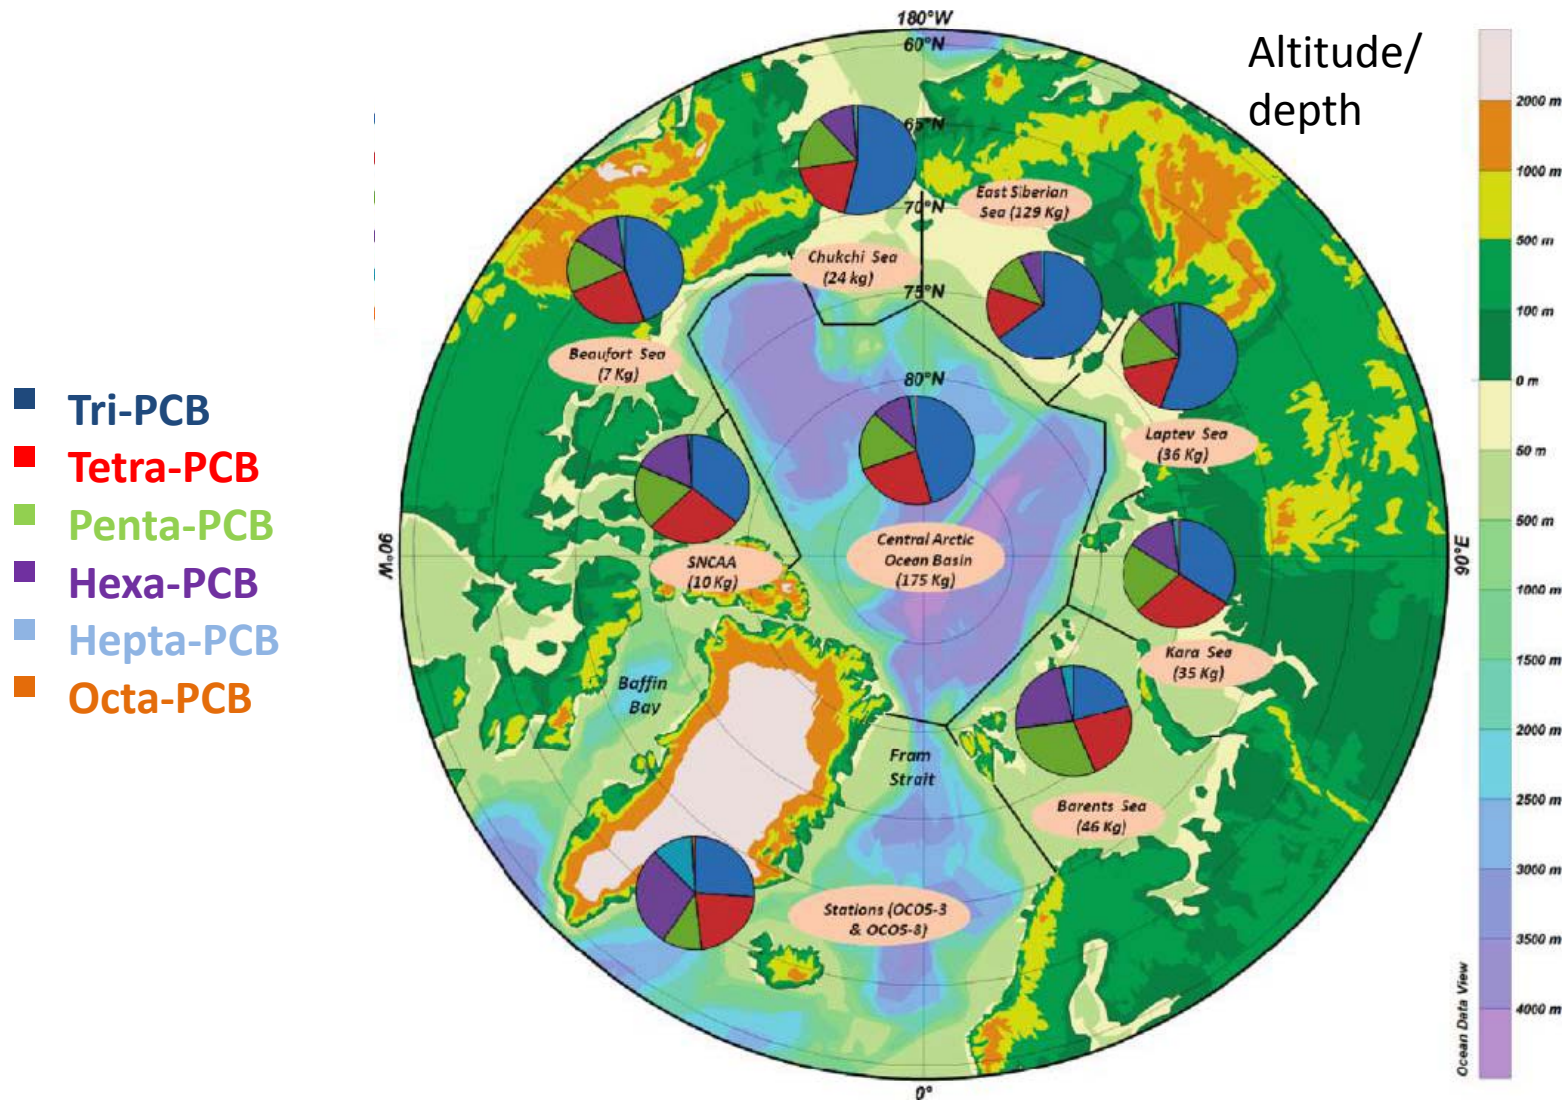 180°W
60°N
Altitude/
depth
65°N
70°N
75°N
80°N
East Siberian
Sea (129 Kg)
Chukchi Sea
(24 kg)
Beaufort Sea
(7 Kg)
Laptev Sea
(36 Kg)
Central Arctic
Ocean Basin
(175 Kg)
SNCAA
(10 Kg)
Kara Sea
(35 Kg)
Baffin
Bay
Fram
Strait
Barents Sea
(46 Kg)
Stations (OC05-3
& OC05-8)
90°W
90°E
0°
Tri-PCB
Tetra-PCB
Penta-PCB
Hexa-PCB
Hepta-PCB
Octa-PCB
2000 m
1000 m
500 m
100 m
0 m
50 m
500 m
1000 m
1500 m
2000 m
2500 m
3000 m
3500 m
4000 m
Ocean Data View